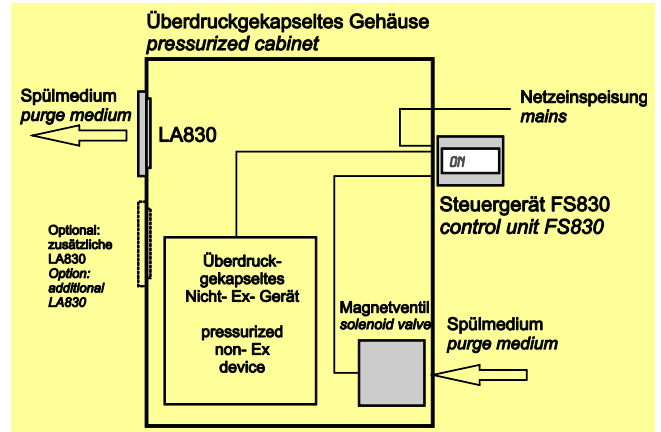 Überdruckgekapseltes Gehäuse
pressurized cabinet
Spülmedium
purge medium
LA830
Netzeinspeisung
mains
ON
Steuergerät FS830
control unit FS830
Optional:
zusätzliche
LA830
Option:
additional
LA830
Überdruck-
gekapseltes
Nicht- Ex- Gerät
pressurized
non- Ex
device
Magnetventil
solenoid valve
Spülmedium
purge medium